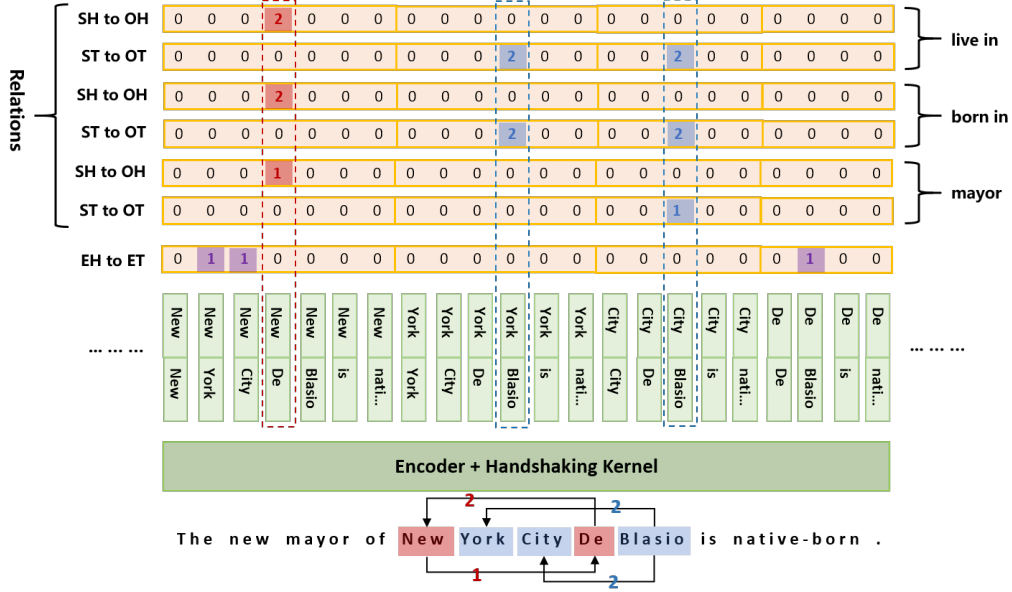 Relations
SH to OH 0 0 0 2 0 0 0 0 0 0 0 0 0 0 0 0 0 0 0 0 0 0
ST to OT 0 0 0 0 0 0 0 0 0 0 2 0 0 0 0 2 0 0 0 0 0 0
live in
SH to OH 0 0 0 2 0 0 0 0 0 0 0 0 0 0 0 0 0 0 0 0 0 0
ST to OT 0 0 0 0 0 0 0 0 0 0 2 0 0 0 0 2 0 0 0 0 0 0
born in
SH to OH 0 0 0 1 0 0 0 0 0 0 0 0 0 0 0 0 0 0 0 0 0 0
ST to OT 0 0 0 0 0 0 0 0 0 0 0 0 0 0 0 1 0 0 0 0 0 0
mayor
EH to ET 0 1 1 0 0 0 0 0 0 0 0 0 0 0 0 0 0 0 0 1 0 0
... ... ... New New New New New New New York York York York York York City City City City City De De De De ... ... ...
New York City De Blasio is nati... York City De Blasio is nati... City De Blasio is nati... De Blasio is nati...
Encoder + Handshaking Kernel
2 2
The new mayor of New York City De Blasio is native-born .
1 2